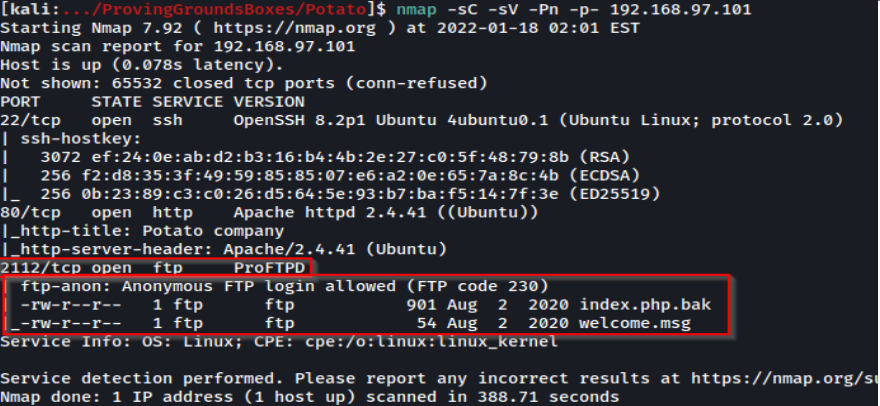 [kali:.../ProvingGroundsBoxes/Potato]$ nmap -sC -sV -Pn -p- 192.168.97.101
Starting Nmap 7.92 ( https://nmap.org ) at 2022-01-18 02:01 EST
Nmap scan report for 192.168.97.101
Host is up (0.078s latency).
Not shown: 65532 closed tcp ports (conn-refused)
PORT     STATE SERVICE VERSION
22/tcp   open  ssh     OpenSSH 8.2p1 Ubuntu 4ubuntu0.1 (Ubuntu Linux; protocol 2.0)
| ssh-hostkey:
|   3072 ef:24:0e:ab:d2:b3:16:b4:4b:2e:27:c0:5f:48:79:8b (RSA)
|   256 f2:d8:35:3f:49:59:85:85:07:e6:a2:0e:65:7a:8c:4b (ECDSA)
|_  256 0b:23:89:c3:c0:26:d5:64:5e:93:b7:ba:f5:14:7f:3e (ED25519)
80/tcp   open  http    Apache httpd 2.4.41 ((Ubuntu))
|_http-title: Potato company
|_http-server-header: Apache/2.4.41 (Ubuntu)
2112/tcp open  ftp     ProFTPD
| ftp-anon: Anonymous FTP login allowed (FTP code 230)
| -rw-r--r--   1 ftp      ftp           901 Aug  2  2020 index.php.bak
|_-rw-r--r--   1 ftp      ftp            54 Aug  2  2020 welcome.msg
Service Info: OS: Linux; CPE: cpe:/o:linux:linux_kernel

Service detection performed. Please report any incorrect results at https://nmap.org/su
Nmap done: 1 IP address (1 host up) scanned in 388.71 seconds